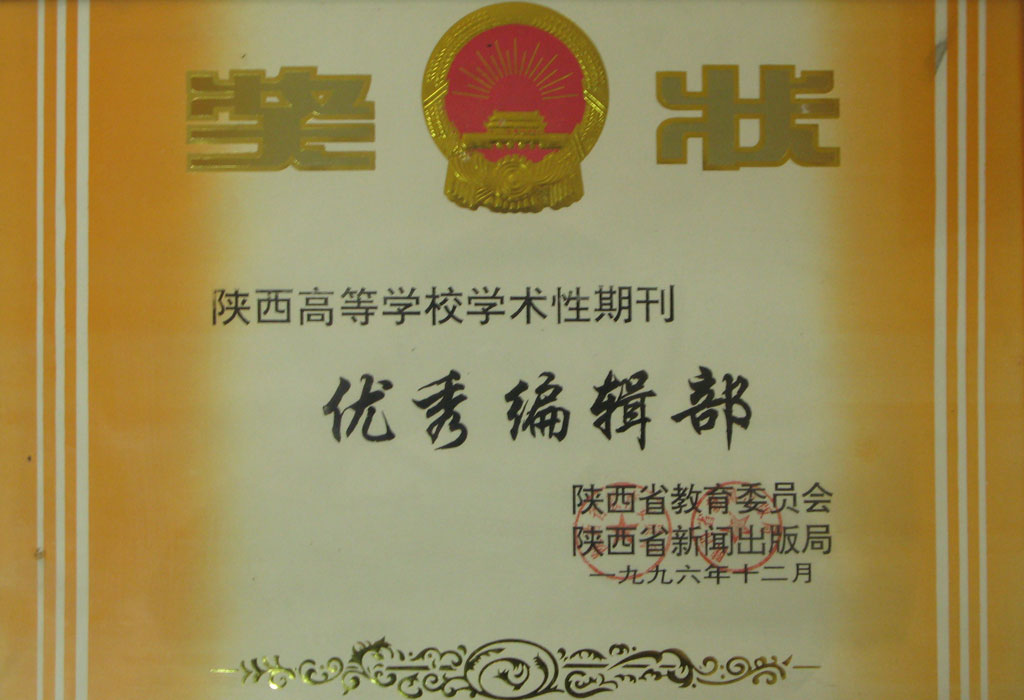 奖状
陕西高等学校学术性期刊
优秀编辑部
陕西省教育委员会
陕西省新闻出版局
一九九六年十二月